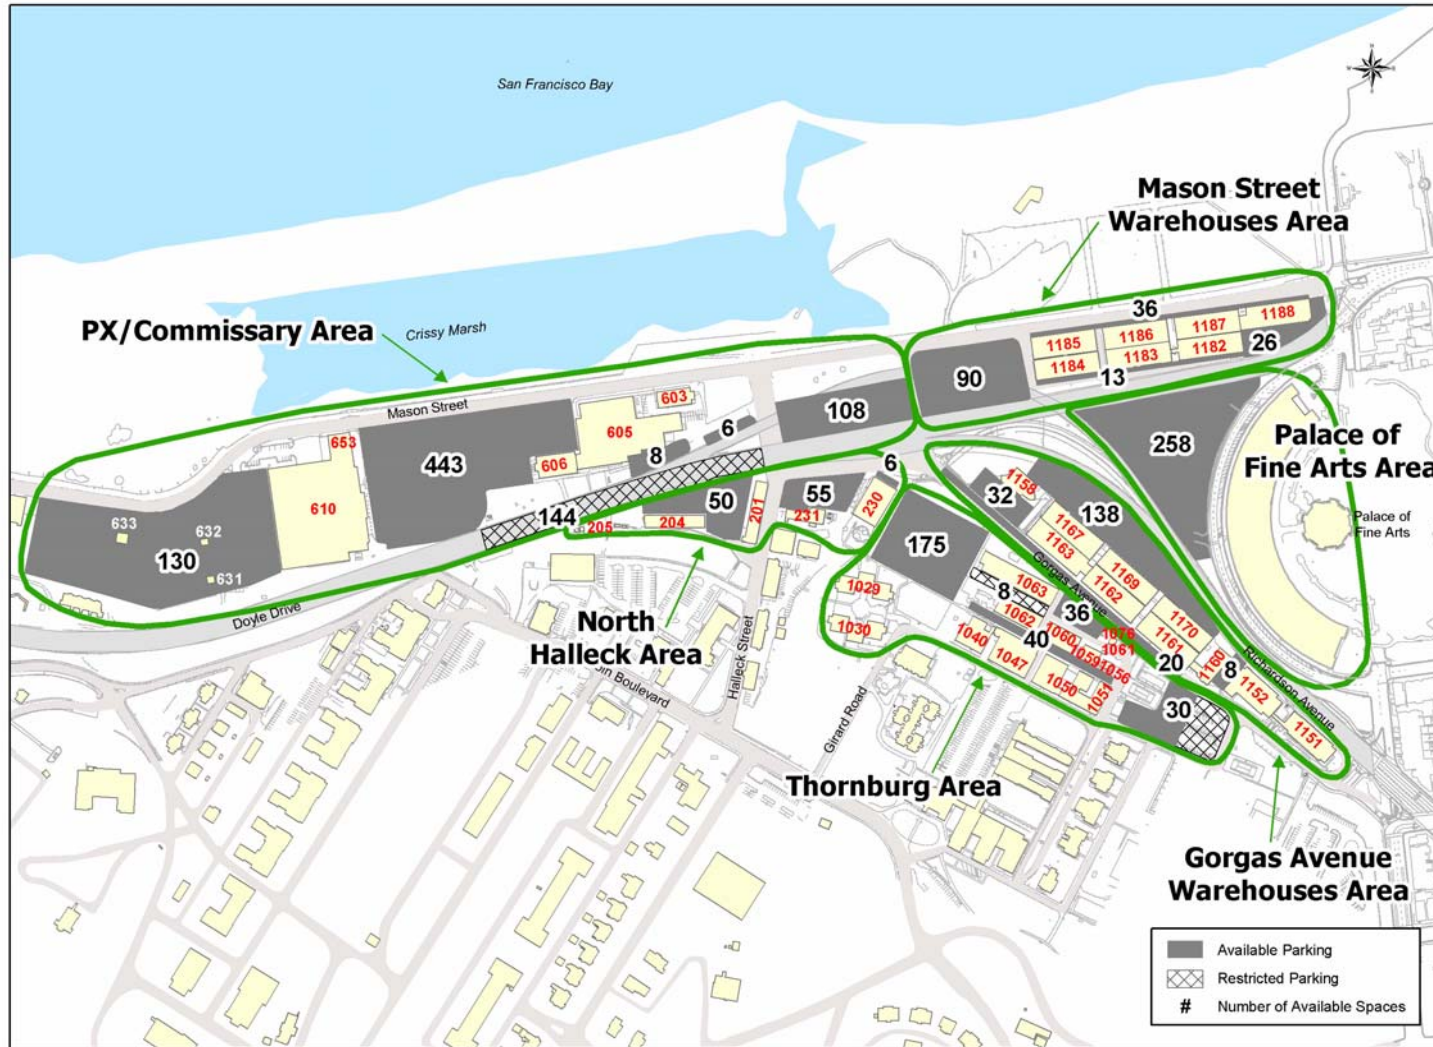 San Francisco Bay
Mason Street
Warehouses Area
PX/Commissary Area
Crissy Marsh
Mason Street
36
1188
1187
1186
1185
1182
1183
1184
26
13
90
108
603
605
6
8
606
653
443
610
258
Palace of
Fine Arts Area
Palace of
Fine Arts
633
632
130
631
144
205
204
50
201
55
231
6
230
Doyle Drive
North
Halleck Area
Halleck Street
Girard Road
175
1029
1030
32
1158
138
1167
1163
Gorgas Avenue
1169
1162
1170
1161
1063
8
1062
36
1060
1076
1061
1059
1056
40
1040
1047
1050
1051
20
1160
8
1152
Richardson Avenue
1151
30
Thornburg Area
Gorgas Avenue
Warehouses Area
Available Parking
Restricted Parking
# Number of Available Spaces